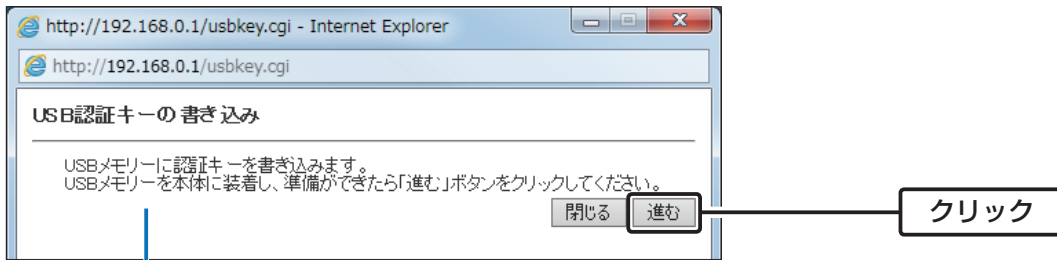 http://192.168.0.1/usbkey.cgi - Internet Explorer
http://192.168.0.1/usbkey.cgi
USB認証キーの書き込み
USBメモリーに認証キーを書き込みます。
USBメモリーを本体に装着し、準備ができたら「進む」ボタンをクリックしてください。
閉じる 進む
クリック